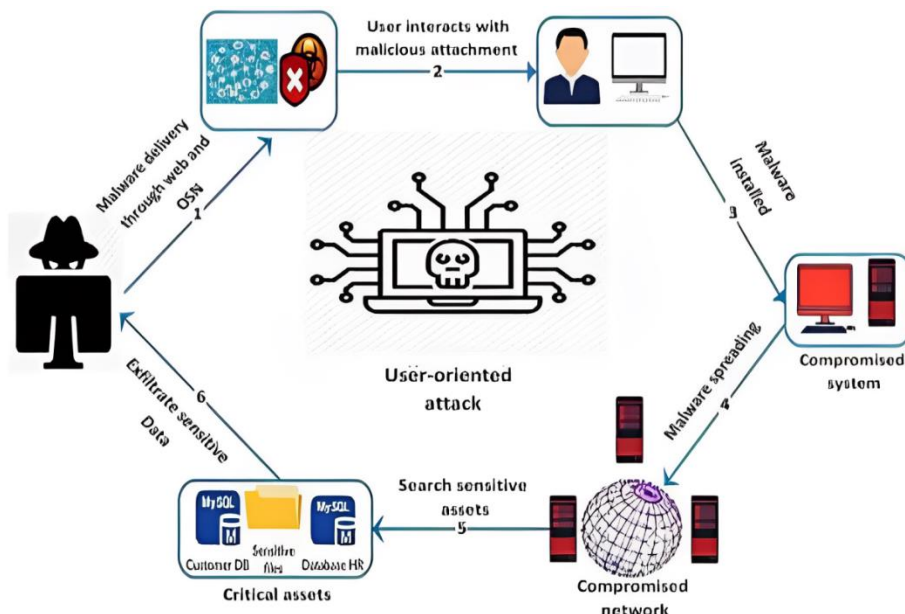 User interacts with
malicious attachment
2
Malware delivery
through web and
OSN
1
Malware
installed
3
Compromised
system
Malware spreading
4
User-oriented
attack
Exfiltrate sensitive
Data
6
Search sensitive
assets
5
MySQL
MySQL
Customer DB
Sensitive
files
Database HR
Critical assets
Compromised
network